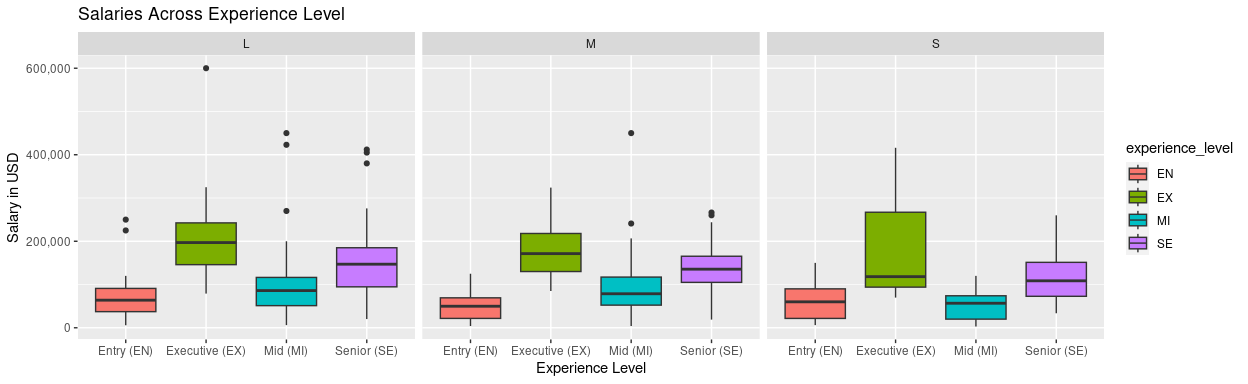 Salaries Across Experience Level
L M S
600,000
400,000
200,000
0
Salary in USD
Entry (EN) Executive (EX) Mid (MI) Senior (SE) Entry (EN) Executive (EX) Mid (MI) Senior (SE) Entry (EN) Executive (EX) Mid (MI) Senior (SE)
Experience Level
experience_level
EN
EX
MI
SE